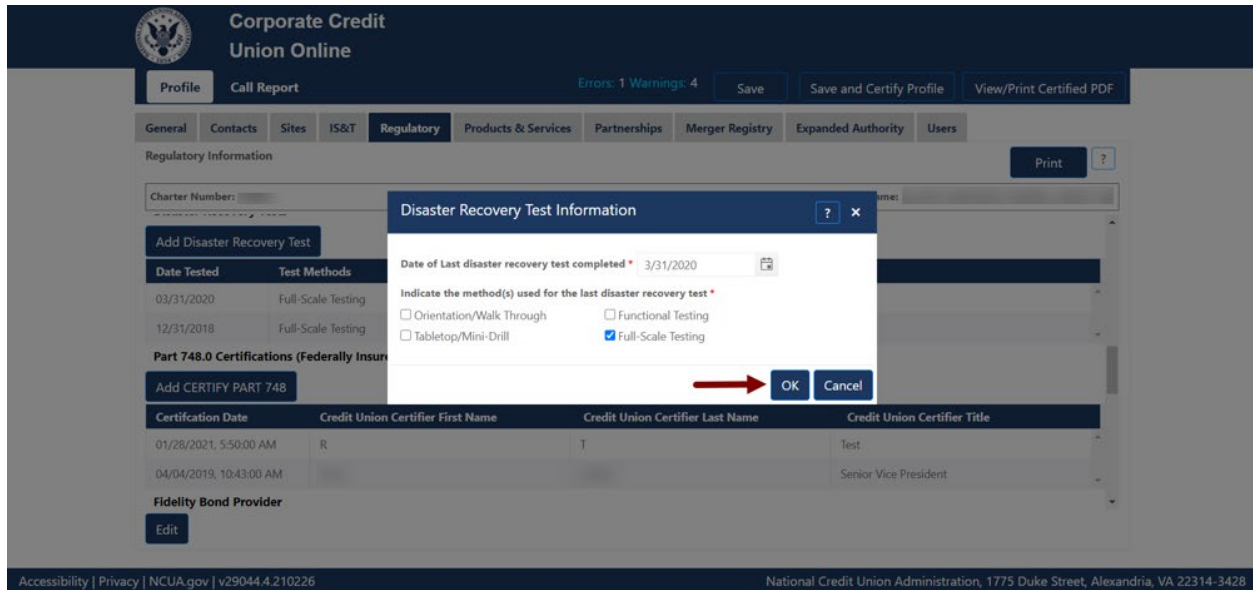 Corporate Credit
Union Online
Profile Call Report Errors: 1 Warnings: 4 Save Save and Certify Profile View/Print Certified PDF
General Contacts Sites IS&T Regulatory Products & Services Partnerships Merger Registry Expanded Authority Users
Regulatory Information Print ?
Charter Number:
Disaster Recovery Test Information ? ×
Add Disaster Recovery Test
Date of Last disaster recovery test completed * 3/31/2020
Date Tested Test Methods
Indicate the method(s) used for the last disaster recovery test *
03/31/2020 Full-Scale Testing
Orientation/Walk Through Functional Testing
12/31/2018 Full-Scale Testing
Tabletop/Mini-Drill Full-Scale Testing
Part 748.0 Certifications (Federally
OK Cancel
Add CERTIFY PART 748
Certifcation Date Credit Union Certifier First Name Credit Union Certifier Last Name Credit Union Certifier Title
01/28/2021, 5:50:00 AM R T Test
04/04/2019, 10:43:00 AM Senior Vice President
Fidelity Bond Provider
Edit
Accessibility | Privacy | NCUA.gov | v29044.4.210226 National Credit Union Administration, 1775 Duke Street, Alexandria, VA 22314-3428